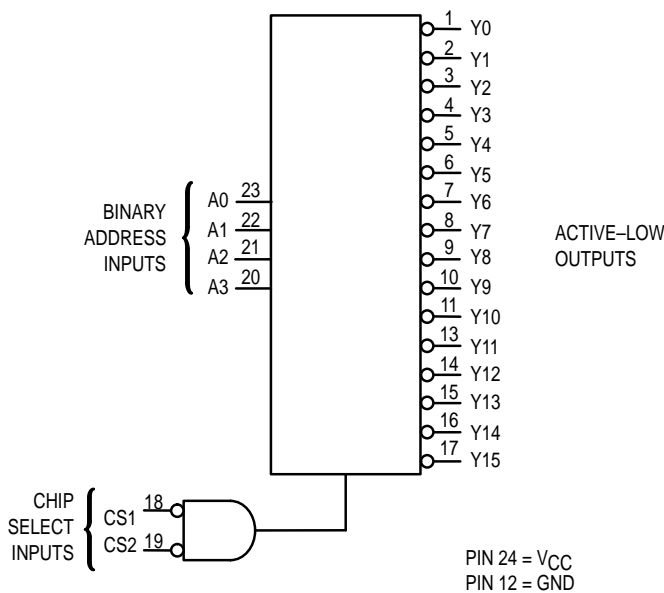 1 Y0
2 Y1
3 Y2
4 Y3
5 Y4
6 Y5
7 Y6
8 Y7
9 Y8
10 Y9
11 Y10
13 Y11
14 Y12
15 Y13
16 Y14
17 Y15
BINARY
ADDRESS
INPUTS
A0 23
A1 22
A2 21
A3 20
ACTIVE–LOW
OUTPUTS
CHIP
SELECT
INPUTS
CS1 18
CS2 19
PIN 24 = VCC
PIN 12 = GND